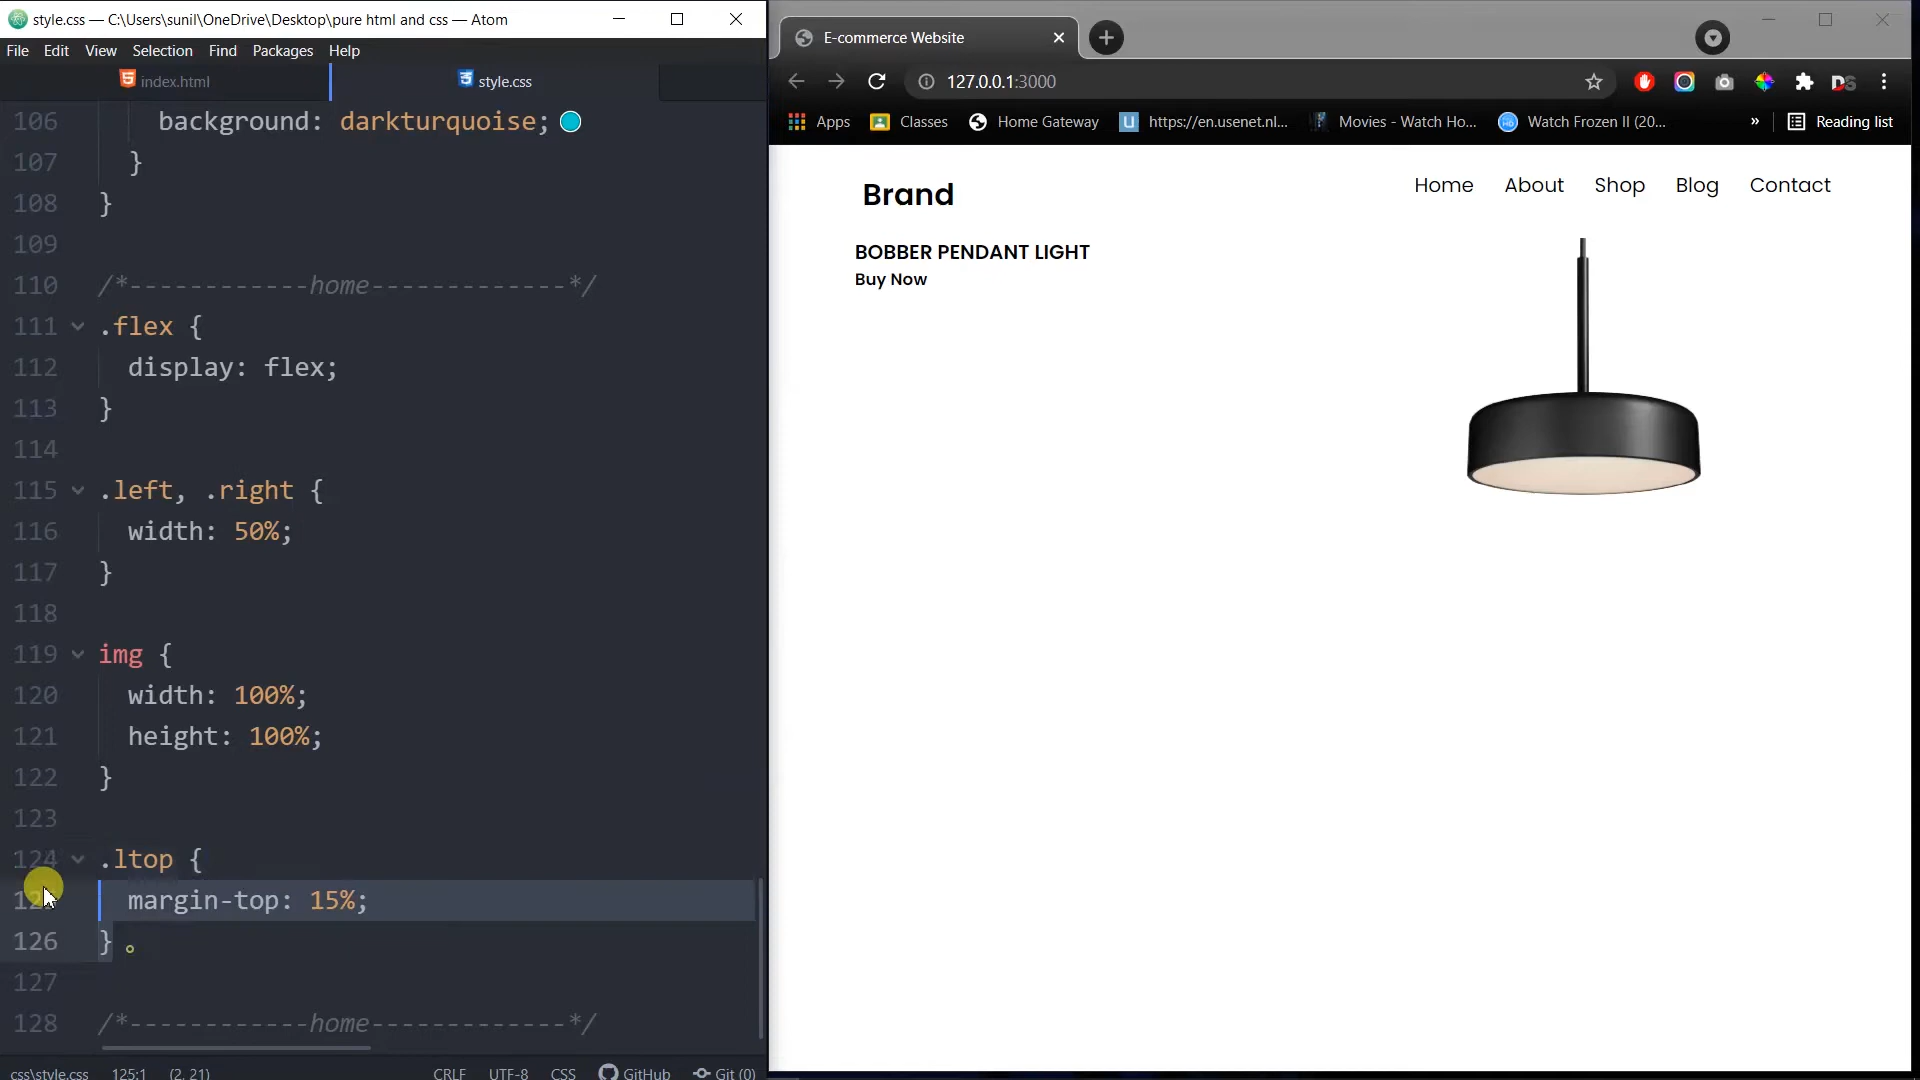 style.css — C:\Users\sunil\OneDrive\Desktop\pure html and css — Atom
File Edit View Selection Find Packages Help
index.html style.css
106 background: darkturquoise;
107 }
108 }
109
110 /*------------home-------------*/
111 .flex {
112 display: flex;
113 }
114
115 .left, .right {
116 width: 50%;
117 }
118
119 img {
120 width: 100%;
121 height: 100%;
122 }
123
124 .ltop {
margin-top: 15%;
126 }
127
128 /*------------home-------------*/
css\style.css 125:1 (2, 21) CRLF UTF-8 CSS GitHub Git (0)
E-commerce Website
127.0.0.1:3000
Apps Classes Home Gateway https://en.usenet.nl... Movies - Watch Ho... Watch Frozen II (20... » Reading list
Brand Home About Shop Blog Contact
BOBBER PENDANT LIGHT
Buy Now